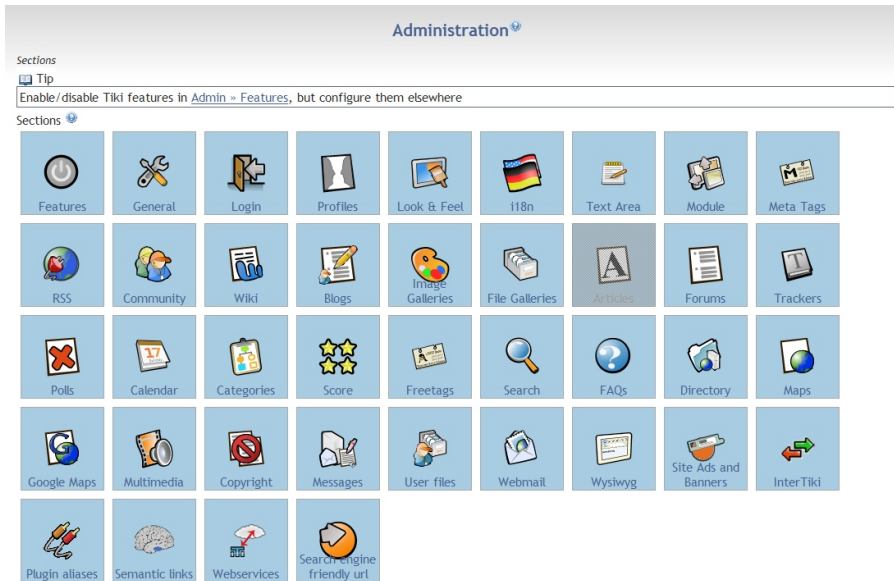 Administration
Sections
Tip
Enable/disable Tiki features in Admin » Features, but configure them elsewhere
Sections
Features
General
Login
Profiles
Look & Feel
i18n
Text Area
Module
Meta Tags
RSS
Community
Wiki
Blogs
Image
Galleries
File Galleries
Articles
Forums
Trackers
Polls
Calendar
Categories
Score
Freetags
Search
FAQs
Directory
Maps
Google Maps
Multimedia
Copyright
Messages
User files
Webmail
Wysiwyg
Site Ads and
Banners
InterTiki
Plugin aliases
Semantic links
Webservices
Search engine
friendly url